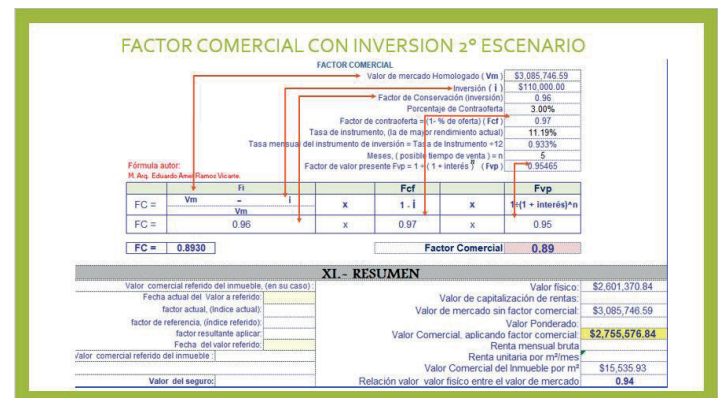 FACTOR COMERCIAL CON INVERSION 2º ESCENARIO
FACTOR COMERCIAL
Valor de mercado Homologado ( Vm ) $3,085,746.59
Inversión ( i ) $110,000.00
Factor de Conservación (inversión) 0.96
Porcentaje de Contraoferta 3.00%
Factor de contraoferta =(1- % de oferta) ( Fcf ) 0.97
Tasa de instrumento, (la de mayor rendimiento actual) 11.19%
Tasa mensual del instrumento de inversión = Tasa de Instrumento ÷12 0.933%
Meses, ( posible tiempo de venta ) = n 5
Fórmula autor: Factor de valor presente Fvp = 1 ÷ ( 1 + interés )n ( Fvp ) 0.95465
M. Arq. Eduardo Amel Ramos Vicarte.
Fi Fcf Fvp
FC = Vm - i x 1 - i x 1÷(1 + interés)^n
Vm
FC = 0.96 x 0.97 x 0.95
FC = 0.8930 Factor Comercial 0.89
XI.- RESUMEN
Valor comercial referido del inmueble, (en su caso) : Valor físico: $2,601,370.84
Fecha actual del Valor a referido: Valor de capitalización de rentas:
factor actual, (Indice actual): Valor de mercado sin factor comercial: $3,085,746.59
factor de referencia, (índice referido): Valor Ponderado:
factor resultante aplicar: Valor Comercial, aplicando factor comercial: $2,755,576.84
Fecha del valor referido: Renta mensual bruta
Valor comercial referido del inmueble : Renta unitaria por m²/mes
Valor Comercial del Inmueble por m² $15,535.93
Valor del seguro: Relación valor valor físico entre el valor de mercado 0.94